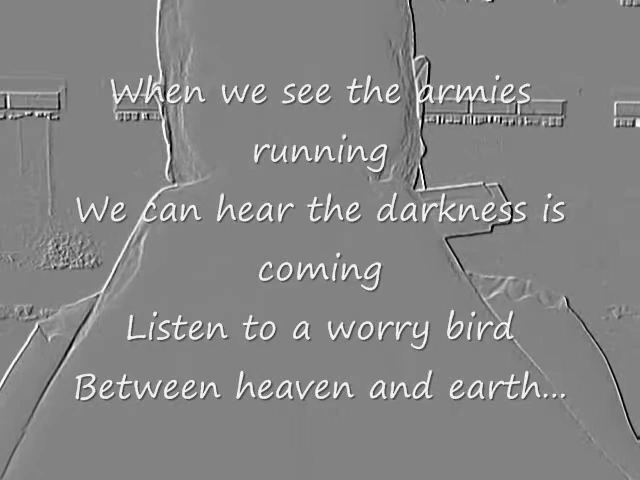 When we see the armies
running
We can hear the darkness is
coming
Listen to a worry bird
Between heaven and earth...